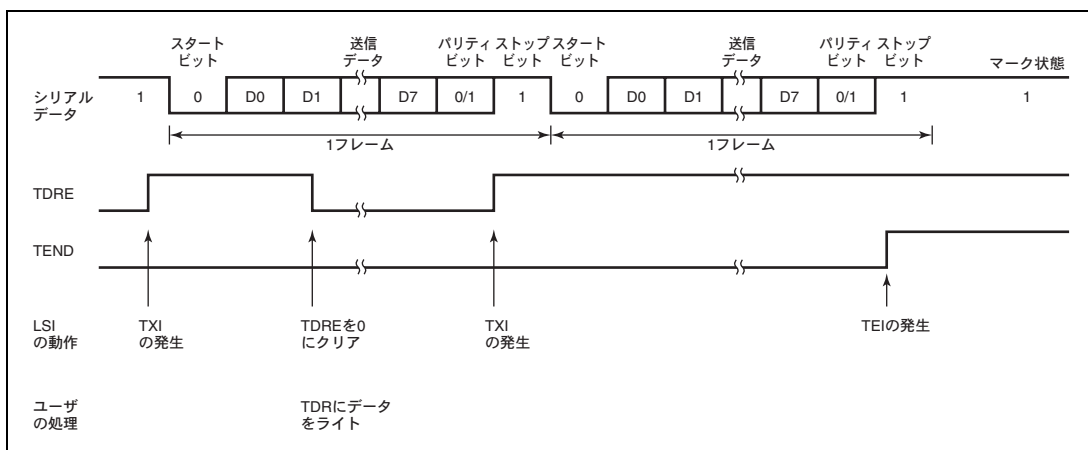 スタート
ビット
送信
データ
パリティ
ビット
ストップ
ビット
スタート
ビット
送信
データ
パリティ
ビット
ストップ
ビット
マーク状態
シリアル
データ
1 0 D0 D1 D7 0/1 1 0 D0 D1 D7 0/1 1 1
1フレーム 1フレーム
TDRE
TEND
LSI
の動作
TXI
の発生
TDREを0
にクリア
TXI
の発生
TEIの発生
ユーザ
の処理
TDRにデータ
をライト